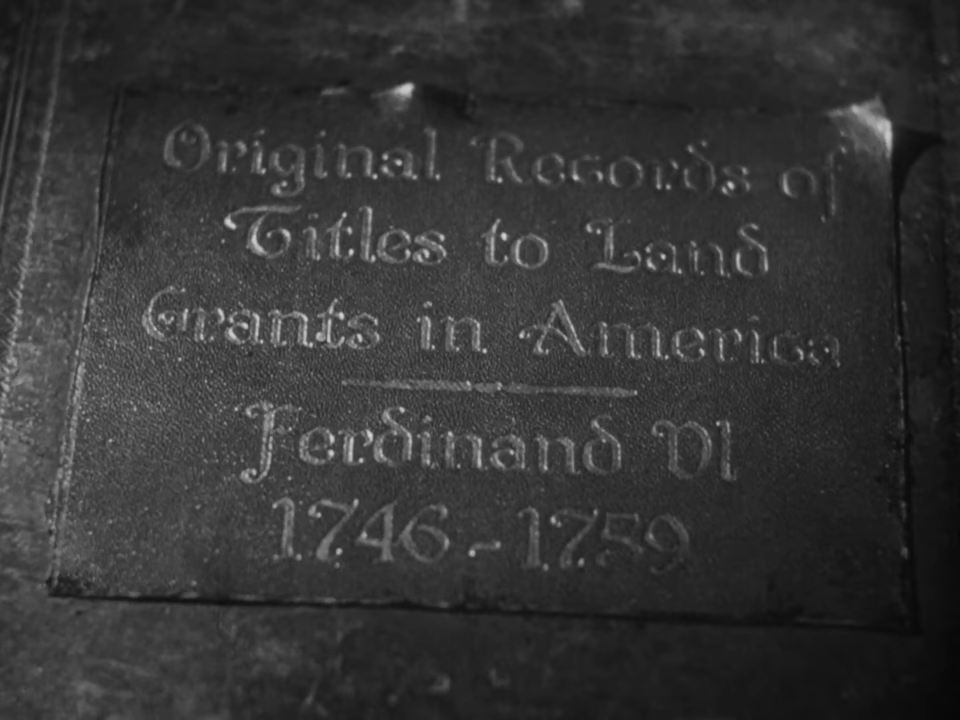 Original Records of
Titles to Land
Grants in America
Ferdinand VI
1746-1759